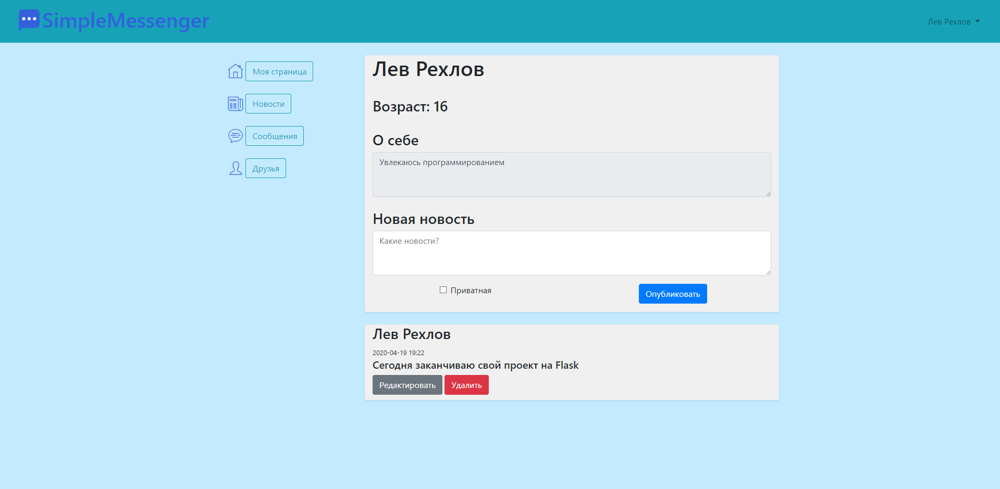 SimpleMessenger
Лев Рехлов
Моя страница
Новости
Сообщения
Друзья
Лев Рехлов
Возраст: 16
О себе
Увлекаюсь программированием
Новая новость
Какие новости?
Приватная
Опубликовать
Лев Рехлов
2020-04-19 19:22
Сегодня заканчиваю свой проект на Flask
Редактировать Удалить